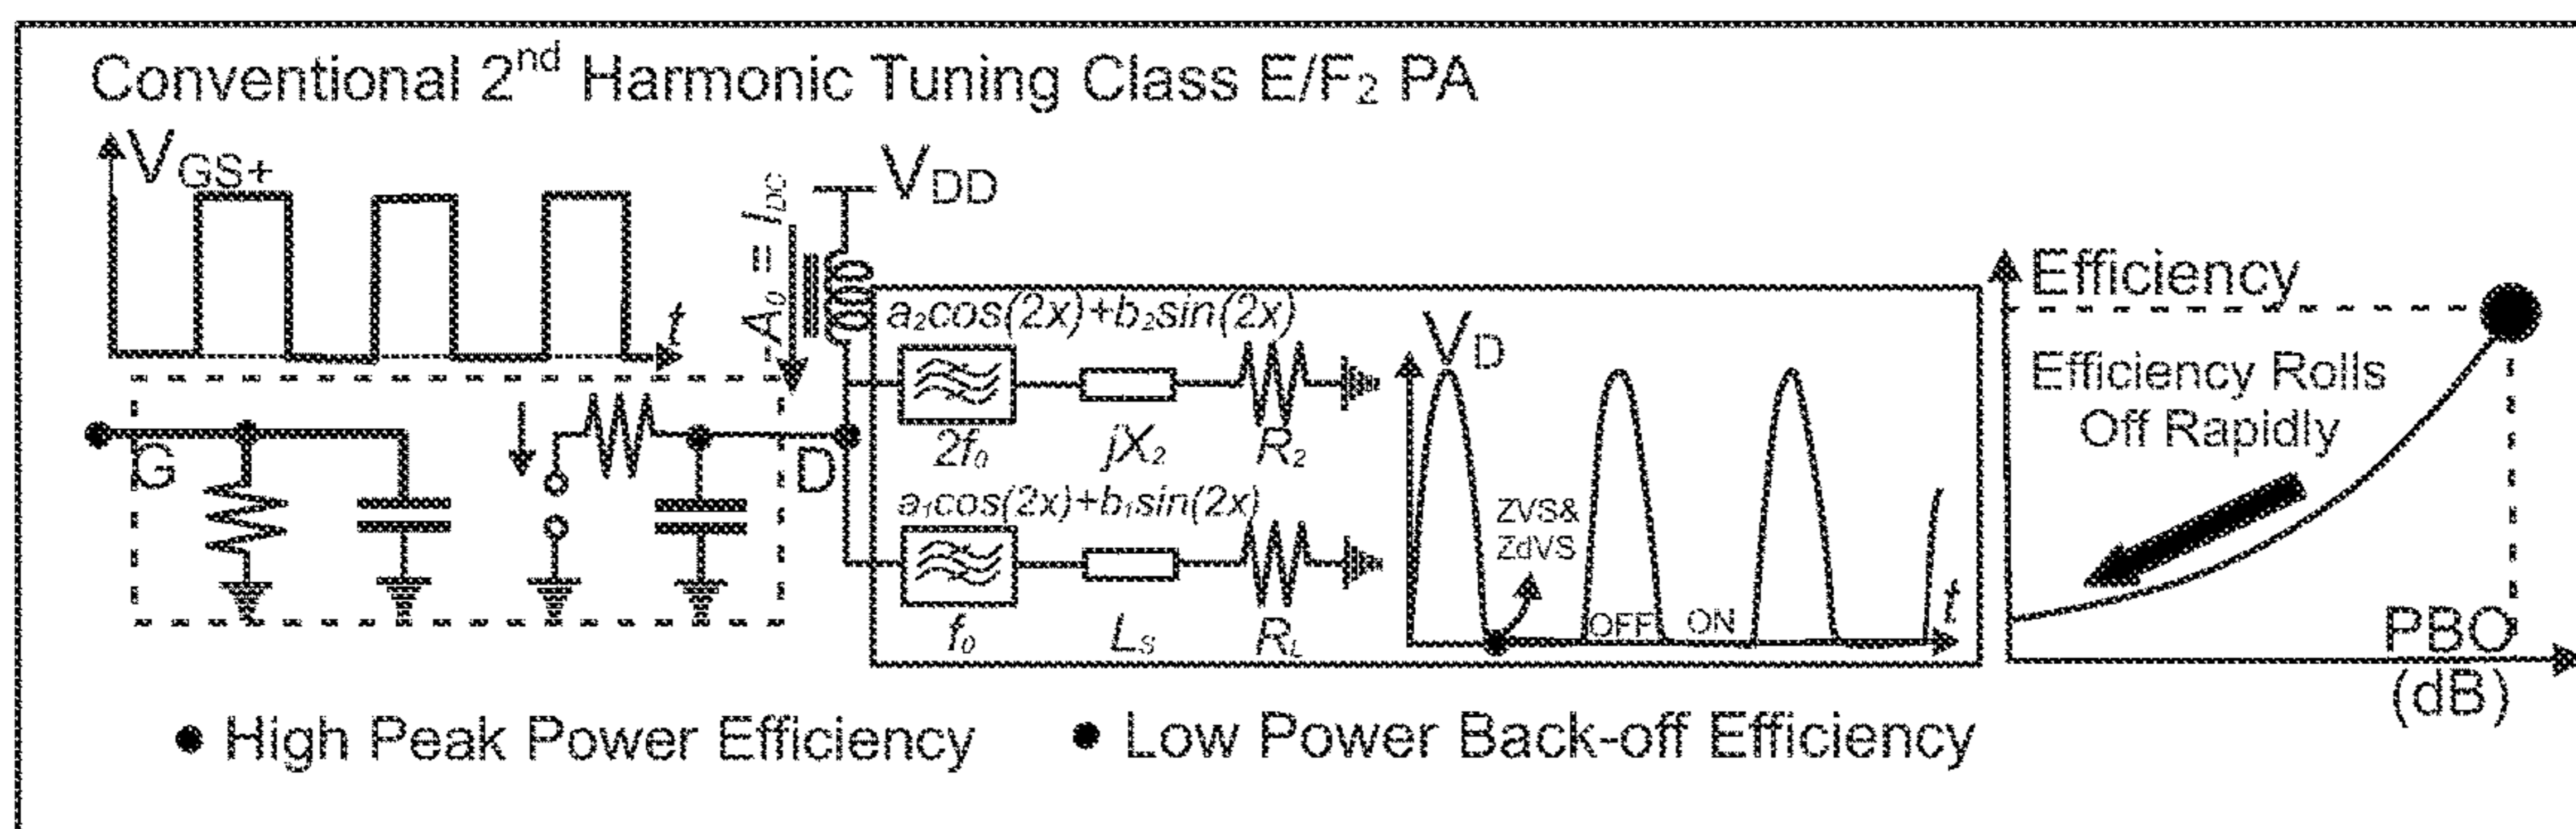 Conventional 2nd Harmonic Tuning Class E/F2 PA
VGS+
t
-A0 = IDC
VDD
G
D
a2cos(2x)+b2sin(2x)
2f0
jX2
R2
a1cos(2x)+b1sin(2x)
f0
LS
RL
VD
ZVS&
ZdVS
OFF
ON
t
Efficiency
Efficiency Rolls
Off Rapidly
PBO
(dB)
• High Peak Power Efficiency
• Low Power Back-off Efficiency